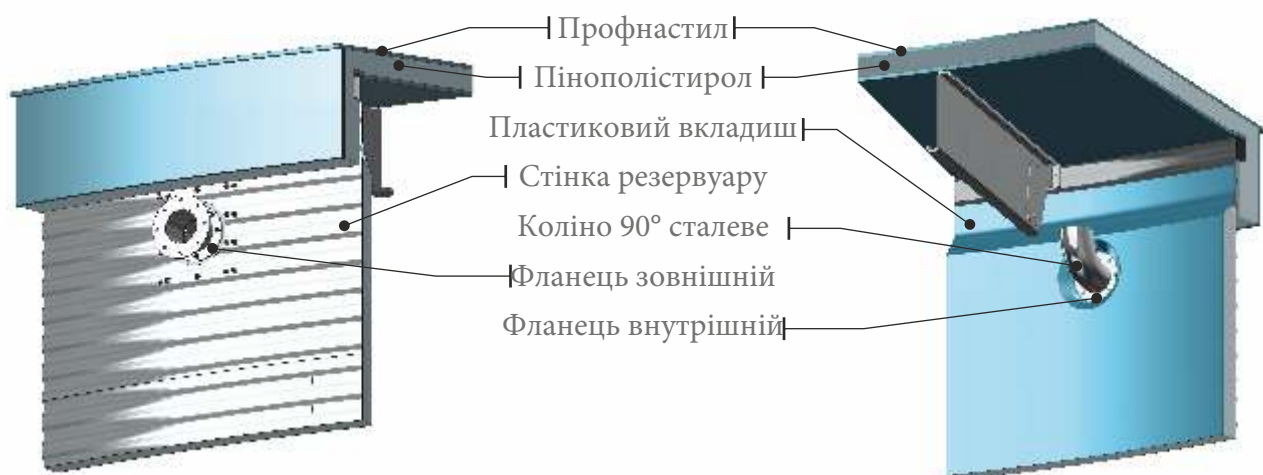 Профнастил
Пінополістирол
Пластиковий вкладиш
Стінка резервуару
Коліно 90° сталеве
Фланець зовнішній
Фланець внутрішній